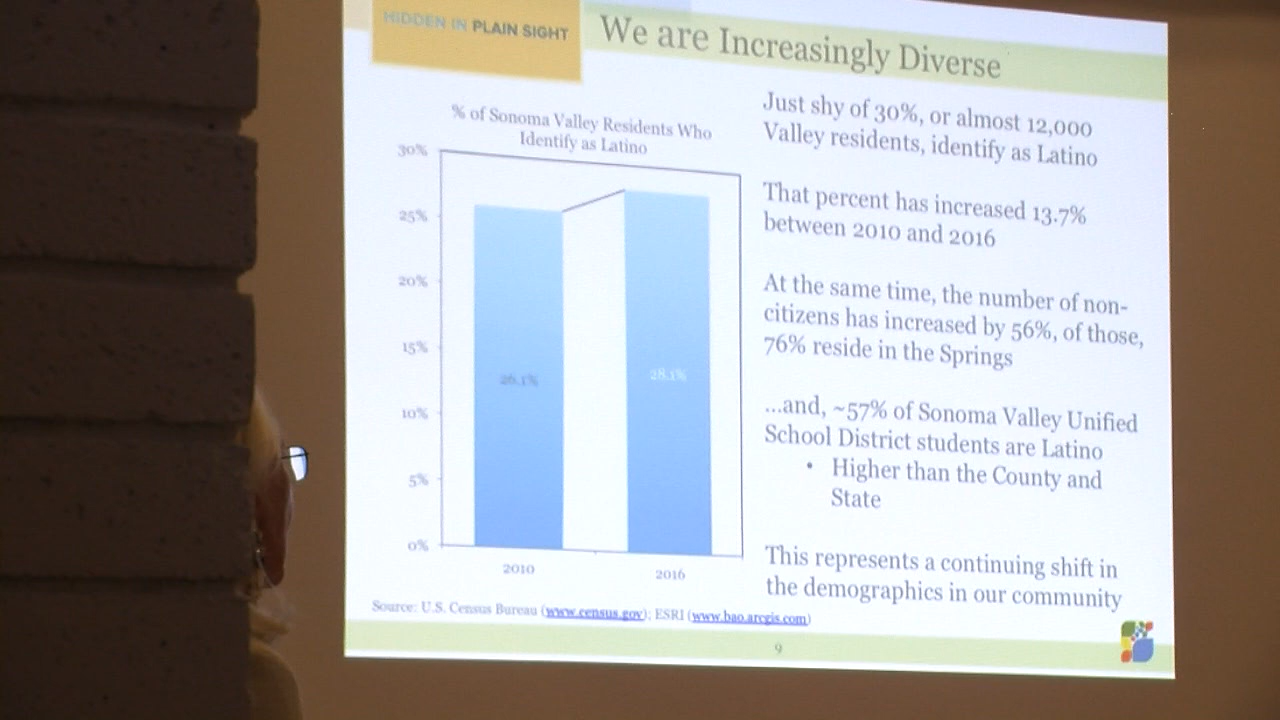 HIDDEN IN PLAIN SIGHT
We are Increasingly Diverse
% of Sonoma Valley Residents Who
Identify as Latino
30%
25%
20%
15%
10%
5%
0%
26.1%
28.1%
2010
2016
Just shy of 30%, or almost 12,000
Valley residents, identify as Latino
That percent has increased 13.7%
between 2010 and 2016
At the same time, the number of non-
citizens has increased by 56%, of those,
76% reside in the Springs
...and, ~57% of Sonoma Valley Unified
School District students are Latino
• Higher than the County and
State
This represents a continuing shift in
the demographics in our community
Source: U.S. Census Bureau (www.census.gov); ESRI (www.bao.arcgis.com)
9